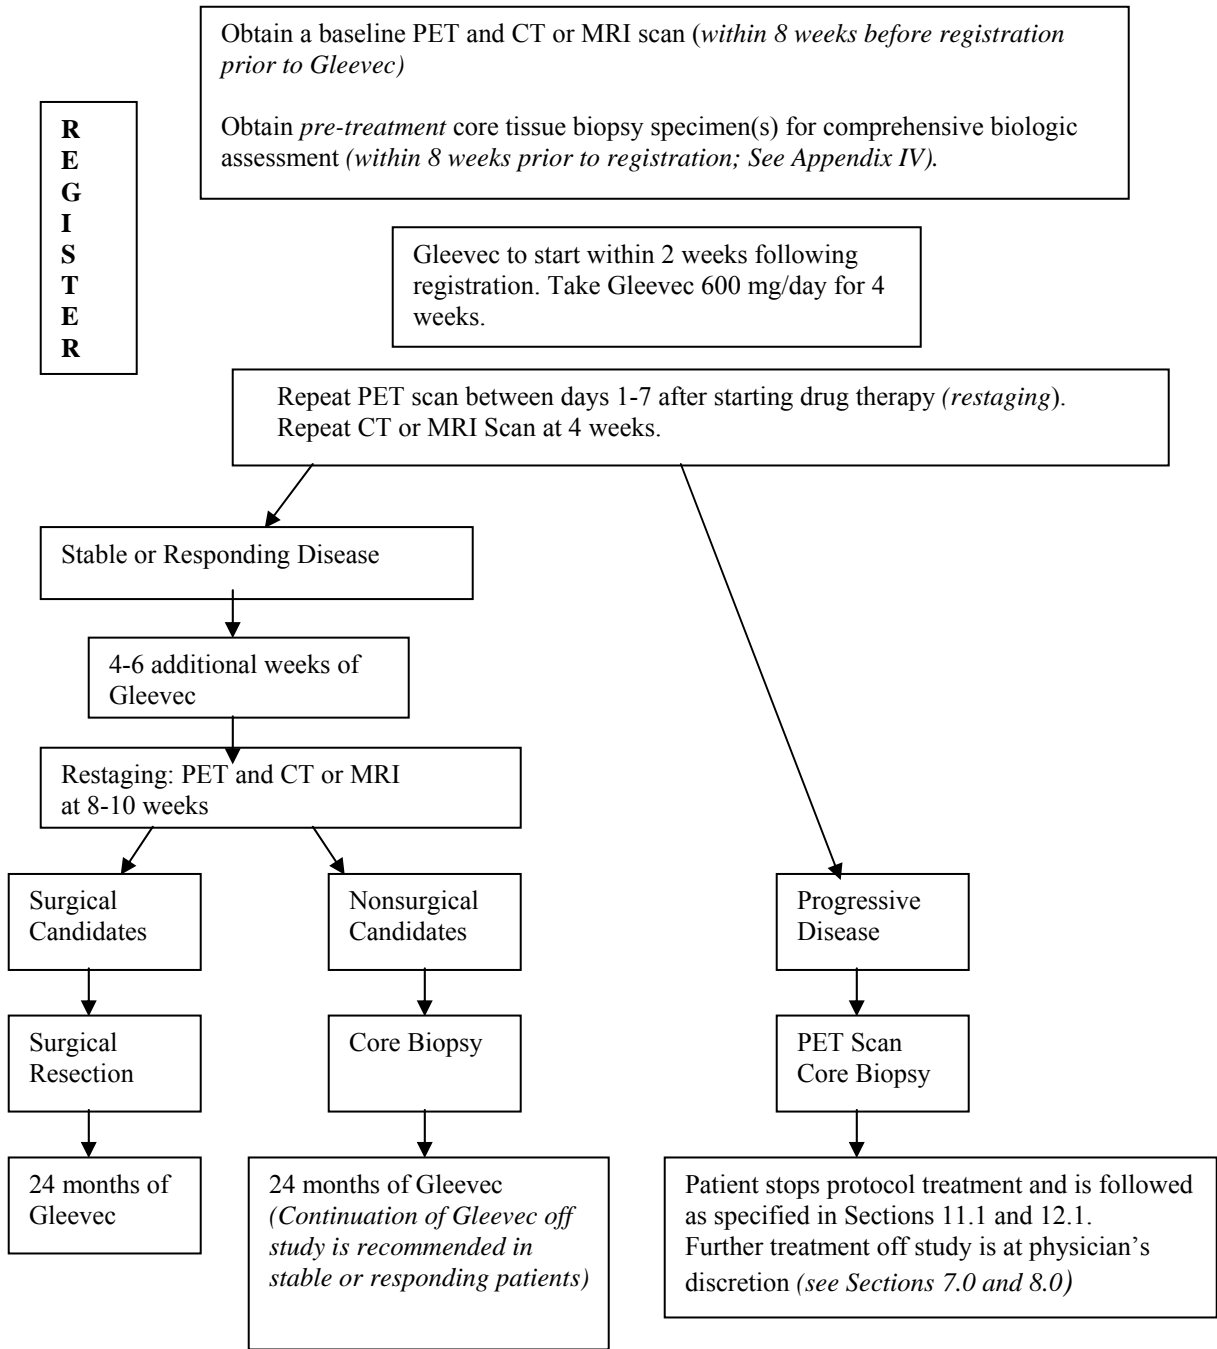 Obtain a baseline PET and CT or MRI scan (within 8 weeks before registration
prior to Gleevec)
Obtain pre-treatment core tissue biopsy specimen(s) for comprehensive biologic
assessment (within 8 weeks prior to registration; See Appendix IV).
R
E
G
I
S
T
E
R
Gleevec to start within 2 weeks following
registration. Take Gleevec 600 mg/day for 4
weeks.
Repeat PET scan between days 1-7 after starting drug therapy (restaging).
Repeat CT or MRI Scan at 4 weeks.
Stable or Responding Disease
4-6 additional weeks of
Gleevec
Restaging: PET and CT or MRI
at 8-10 weeks
Surgical
Candidates
Nonsurgical
Candidates
Progressive
Disease
Surgical
Resection
Core Biopsy
PET Scan
Core Biopsy
24 months of
Gleevec
24 months of Gleevec
(Continuation of Gleevec off
study is recommended in
stable or responding patients)
Patient stops protocol treatment and is followed
as specified in Sections 11.1 and 12.1.
Further treatment off study is at physician's
discretion (see Sections 7.0 and 8.0)